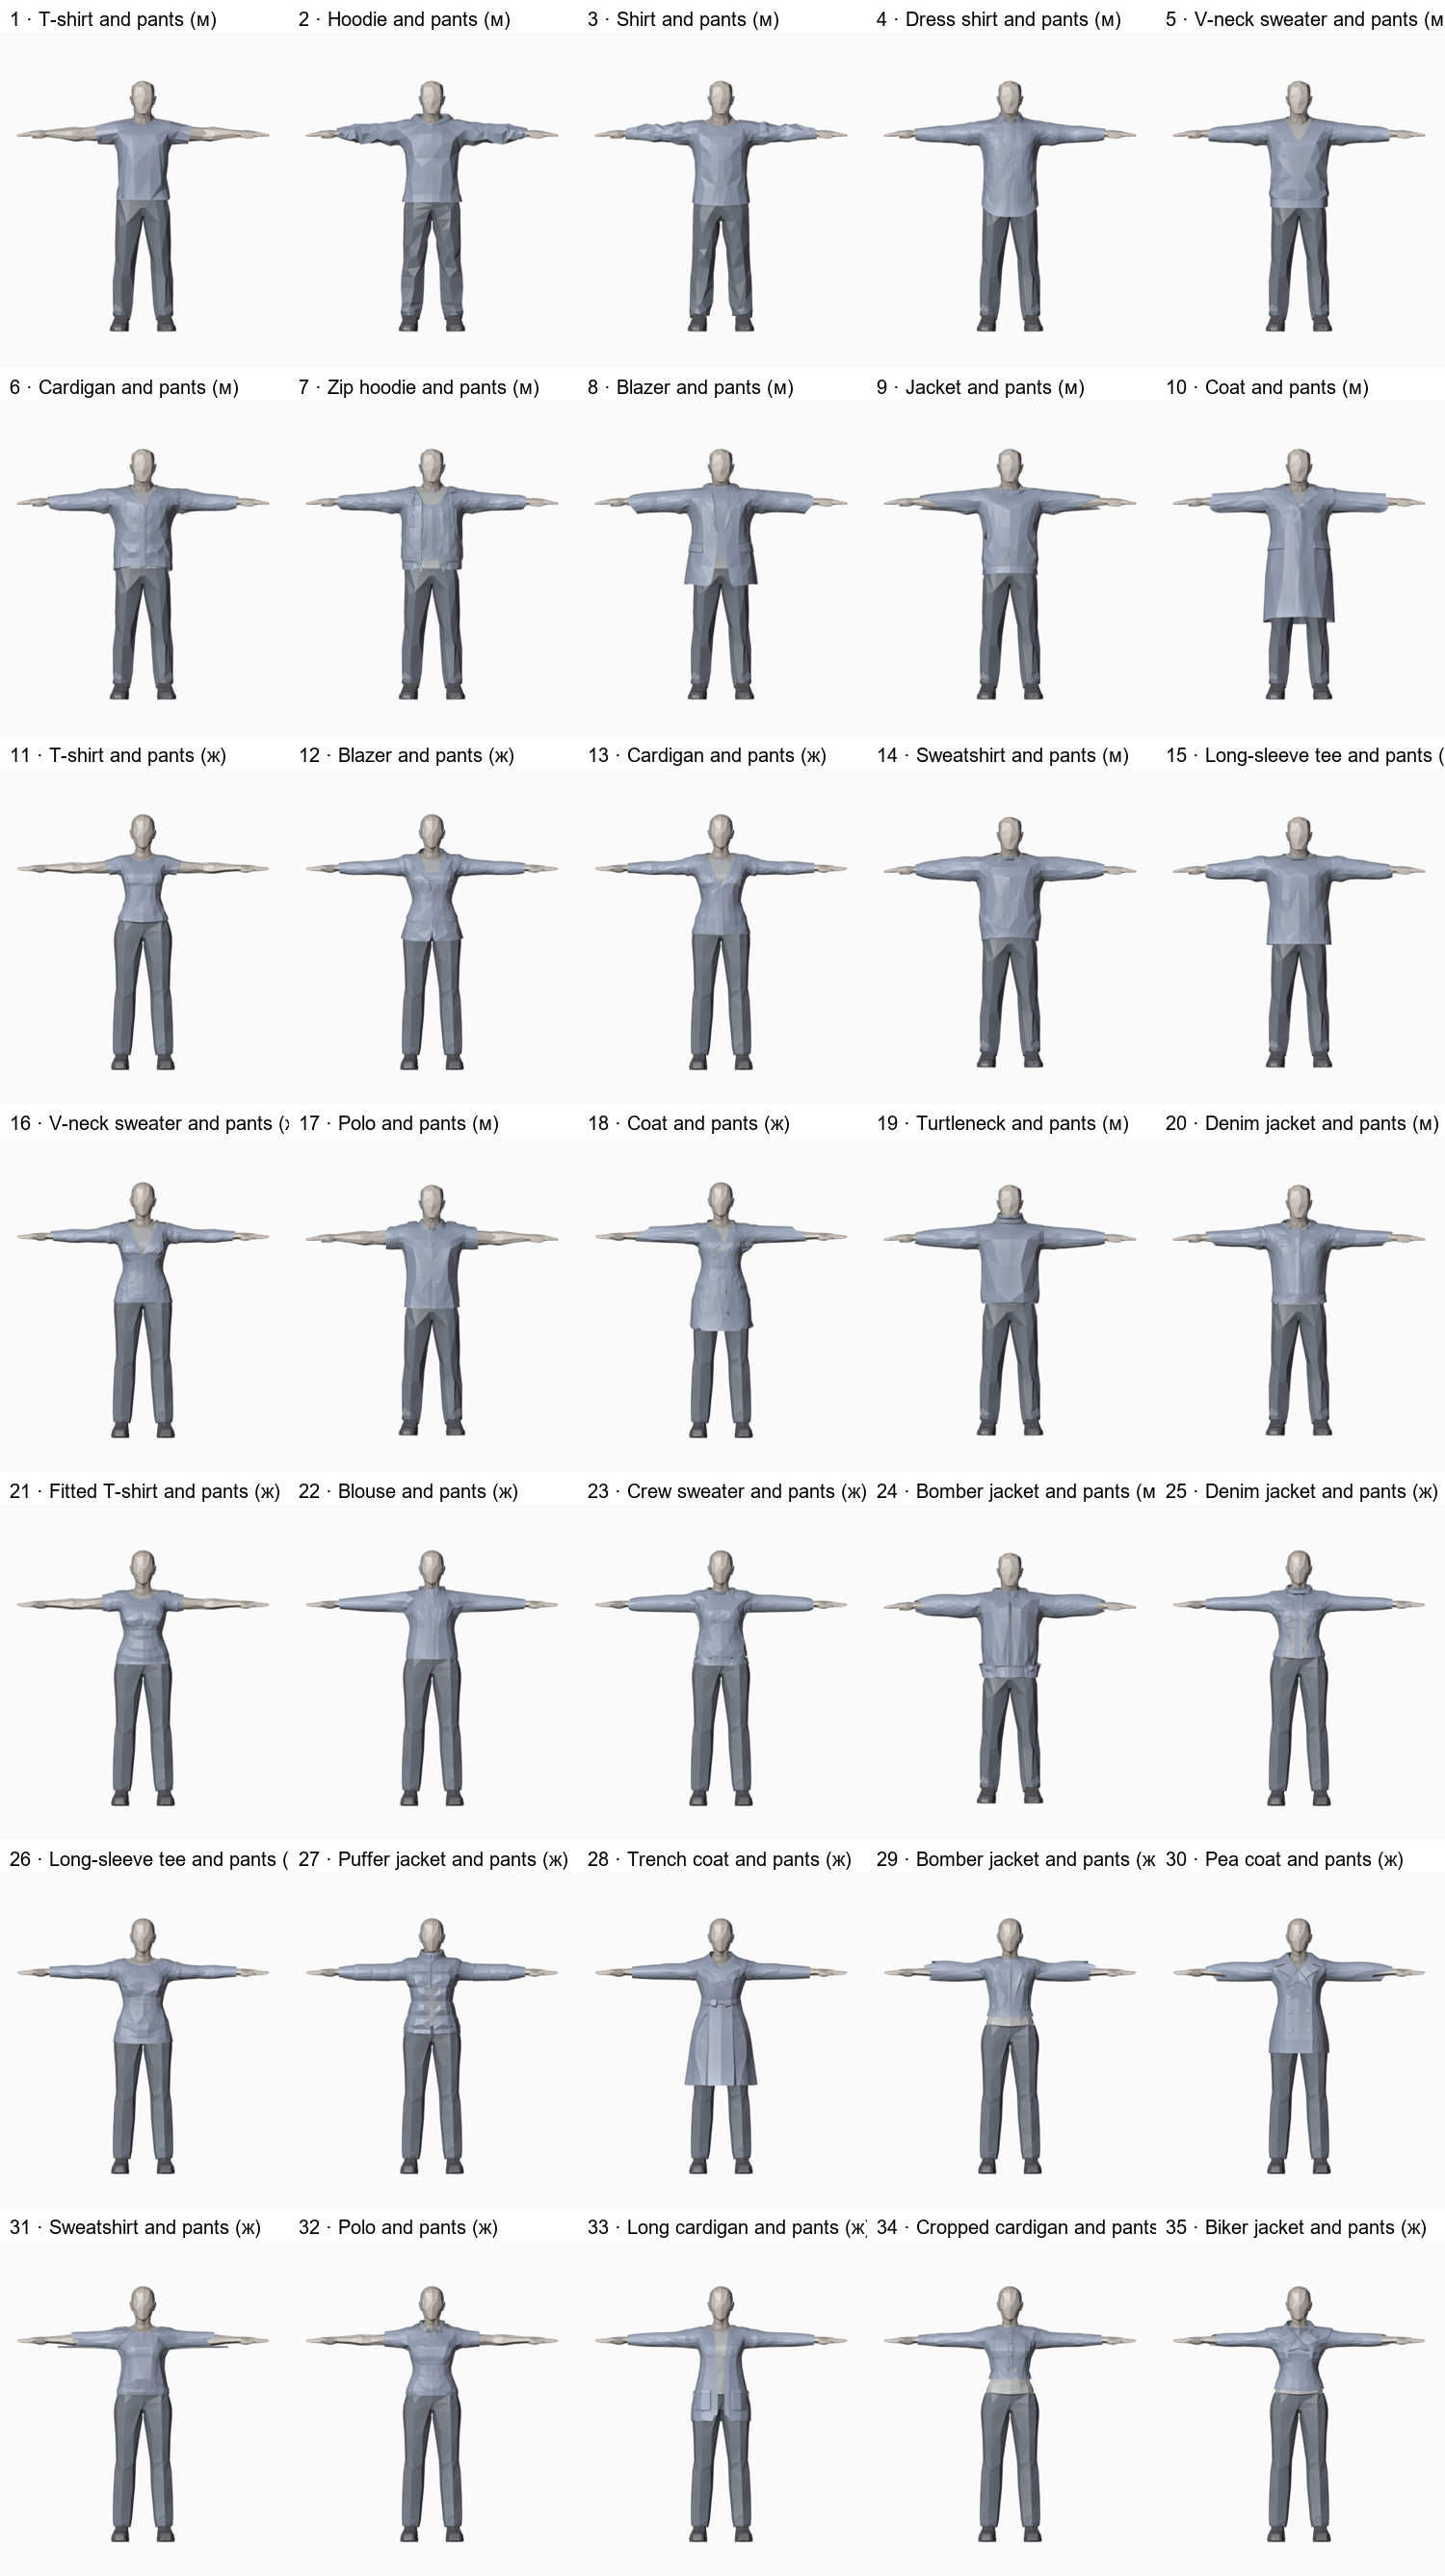 1 · T-shirt and pants (м)
2 · Hoodie and pants (м)
3 · Shirt and pants (м)
4 · Dress shirt and pants (м)
5 · V-neck sweater and pants (м
6 · Cardigan and pants (м)
7 · Zip hoodie and pants (м)
8 · Blazer and pants (м)
9 · Jacket and pants (м)
10 · Coat and pants (м)
11 · T-shirt and pants (ж)
12 · Blazer and pants (ж)
13 · Cardigan and pants (ж)
14 · Sweatshirt and pants (м)
15 · Long-sleeve tee and pants (
16 · V-neck sweater and pants (
17 · Polo and pants (м)
18 · Coat and pants (ж)
19 · Turtleneck and pants (м)
20 · Denim jacket and pants (м)
21 · Fitted T-shirt and pants (ж)
22 · Blouse and pants (ж)
23 · Crew sweater and pants (ж)
24 · Bomber jacket and pants (м
25 · Denim jacket and pants (ж)
26 · Long-sleeve tee and pants (
27 · Puffer jacket and pants (ж)
28 · Trench coat and pants (ж)
29 · Bomber jacket and pants (ж
30 · Pea coat and pants (ж)
31 · Sweatshirt and pants (ж)
32 · Polo and pants (ж)
33 · Long cardigan and pants (ж)
34 · Cropped cardigan and pants
35 · Biker jacket and pants (ж)